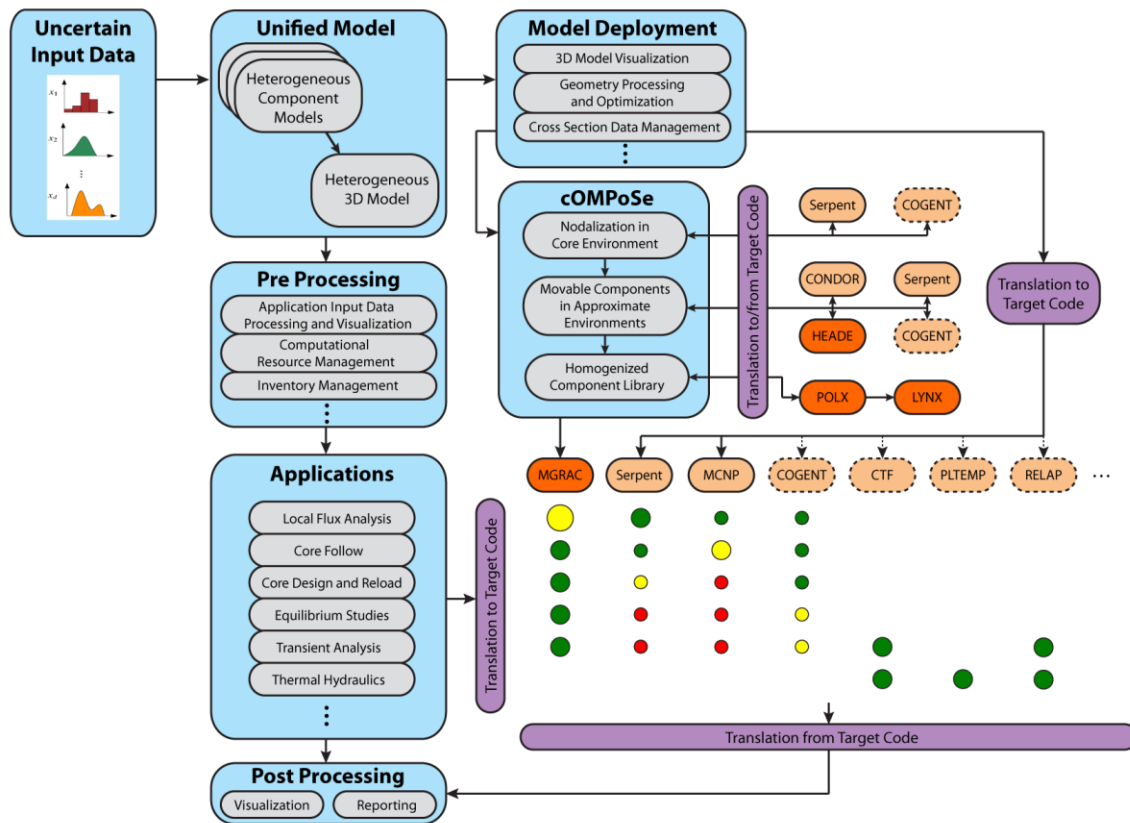 Uncertain
Input Data
x1
x2
⋮
xd
Unified Model
Heterogeneous
Component
Models
Heterogeneous
3D Model
Model Deployment
3D Model Visualization
Geometry Processing
and Optimization
Cross Section Data Management
⋮
cOMPoSe
Nodalization in
Core Environment
Movable Components
in Approximate
Environments
Homogenized
Component Library
Translation to/from Target Code
Serpent
COGENT
CONDOR
Serpent
HEADE
COGENT
POLX
LYNX
Translation to
Target Code
Pre Processing
Application Input Data
Processing and Visualization
Computational
Resource Management
Inventory Management
⋮
Applications
Local Flux Analysis
Core Follow
Core Design and Reload
Equilibrium Studies
Transient Analysis
Thermal Hydraulics
⋮
Translation to Target Code
MGRAC
Serpent
MCNP
COGENT
CTF
PLTEMP
RELAP
...
Translation from Target Code
Post Processing
Visualization
Reporting